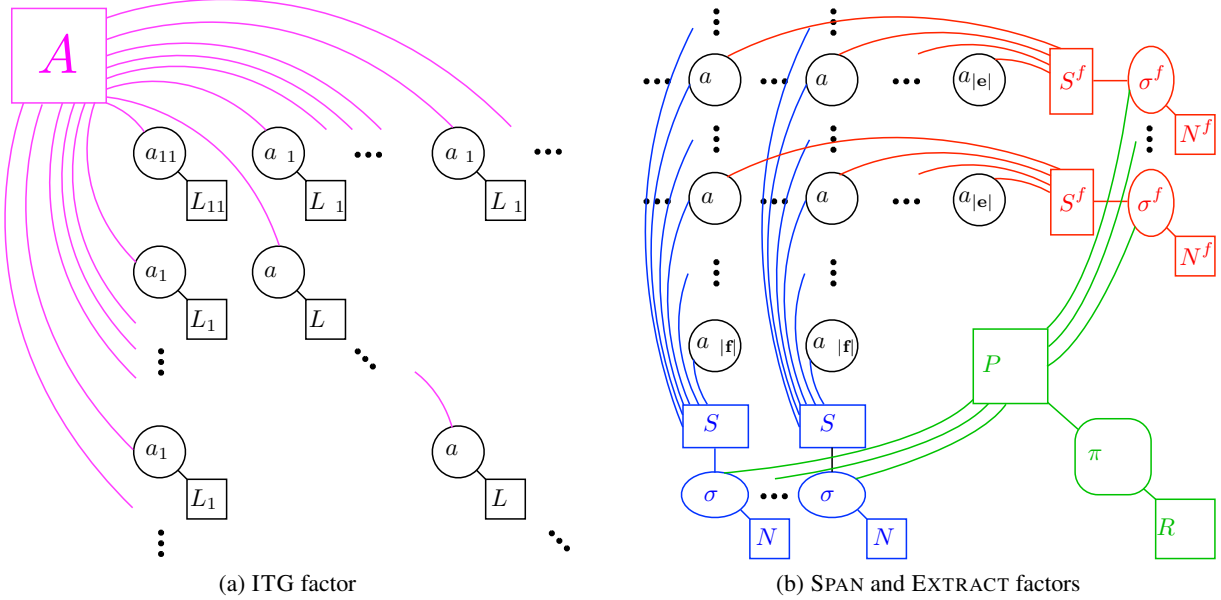 A
a₁₁ a ₁ a ₁
L₁₁ L ₁ L ₁
a₁ a
L₁ L
a₁ a
L₁ L
(a) ITG factor
a a a|e| Sᶠ σᶠ
Nᶠ
a a a|e| Sᶠ σᶠ
Nᶠ
a |f| a |f|
P
S S
π
σ σ
N N R
(b) SPAN and EXTRACT factors